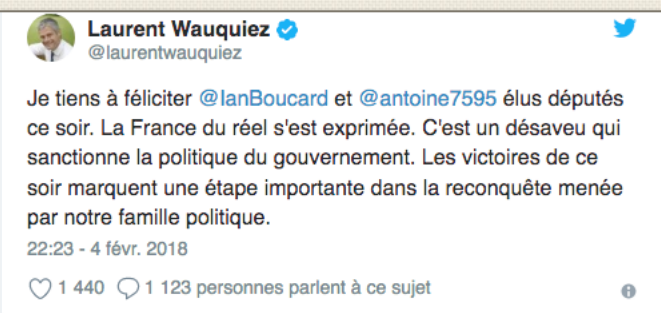 Laurent Wauquiez
@laurentwauquiez
Je tiens à féliciter @IanBoucard et @antoine7595 élus députés
ce soir. La France du réel s'est exprimée. C'est un désaveu qui
sanctionne la politique du gouvernement. Les victoires de ce
soir marquent une étape importante dans la reconquête menée
par notre famille politique.
22:23 - 4 févr. 2018
1 440 1 123 personnes parlent à ce sujet